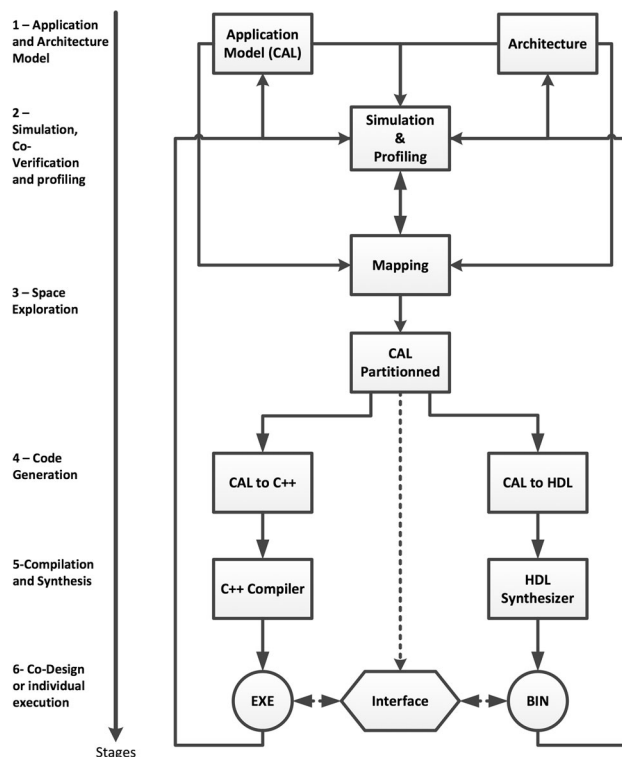 1 – Application
and Architecture
Model
Application
Model (CAL)
Architecture
2 –
Simulation,
Co-
Verification
and profiling
Simulation
&
Profiling
Mapping
3 – Space
Exploration
CAL
Partitionned
4 – Code
Generation
CAL to C++
CAL to HDL
5-Compilation
and Synthesis
C++ Compiler
HDL
Synthesizer
6- Co-Design
or individual
execution
EXE
Interface
BIN
Stages